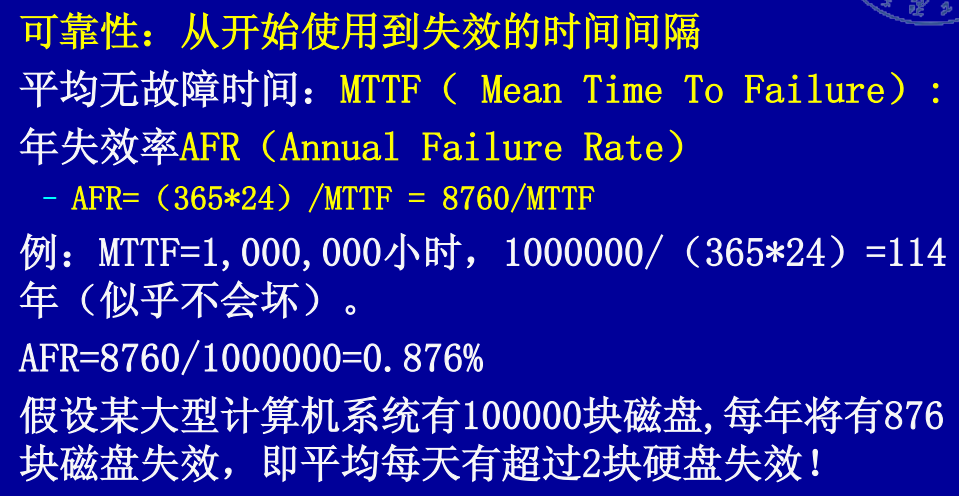 可靠性：从开始使用到失效的时间间隔
平均无故障时间：MTTF（ Mean Time To Failure）:
年失效率AFR（Annual Failure Rate）
– AFR=（365*24）/MTTF = 8760/MTTF
例：MTTF=1,000,000小时，1000000/（365*24）=114
年（似乎不会坏）。
AFR=8760/1000000=0.876%
假设某大型计算机系统有100000块磁盘,每年将有876
块磁盘失效，即平均每天有超过2块硬盘失效！